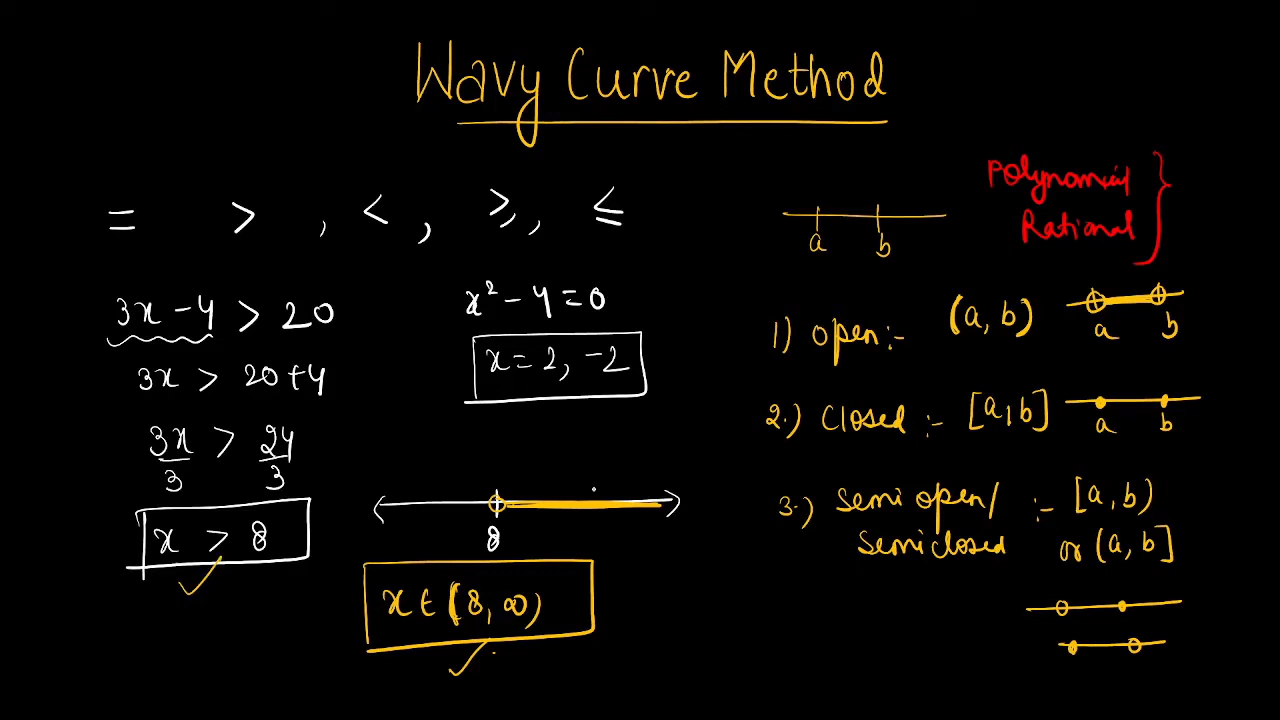 Wavy Curve Method
= > , < , ≥, , ≤
3x - 4 > 20
3x > 20+4
3x/3 > 24/3
x > 8
x² - 4 = 0
x = 2, -2
8
x ∈ (8, ∞)
Polynomial
Rational
a b
1) Open :- (a, b)
a b
2.) Closed :- [a, b]
a b
3.) Semi open/ :- [a, b)
Semi closed or (a, b]